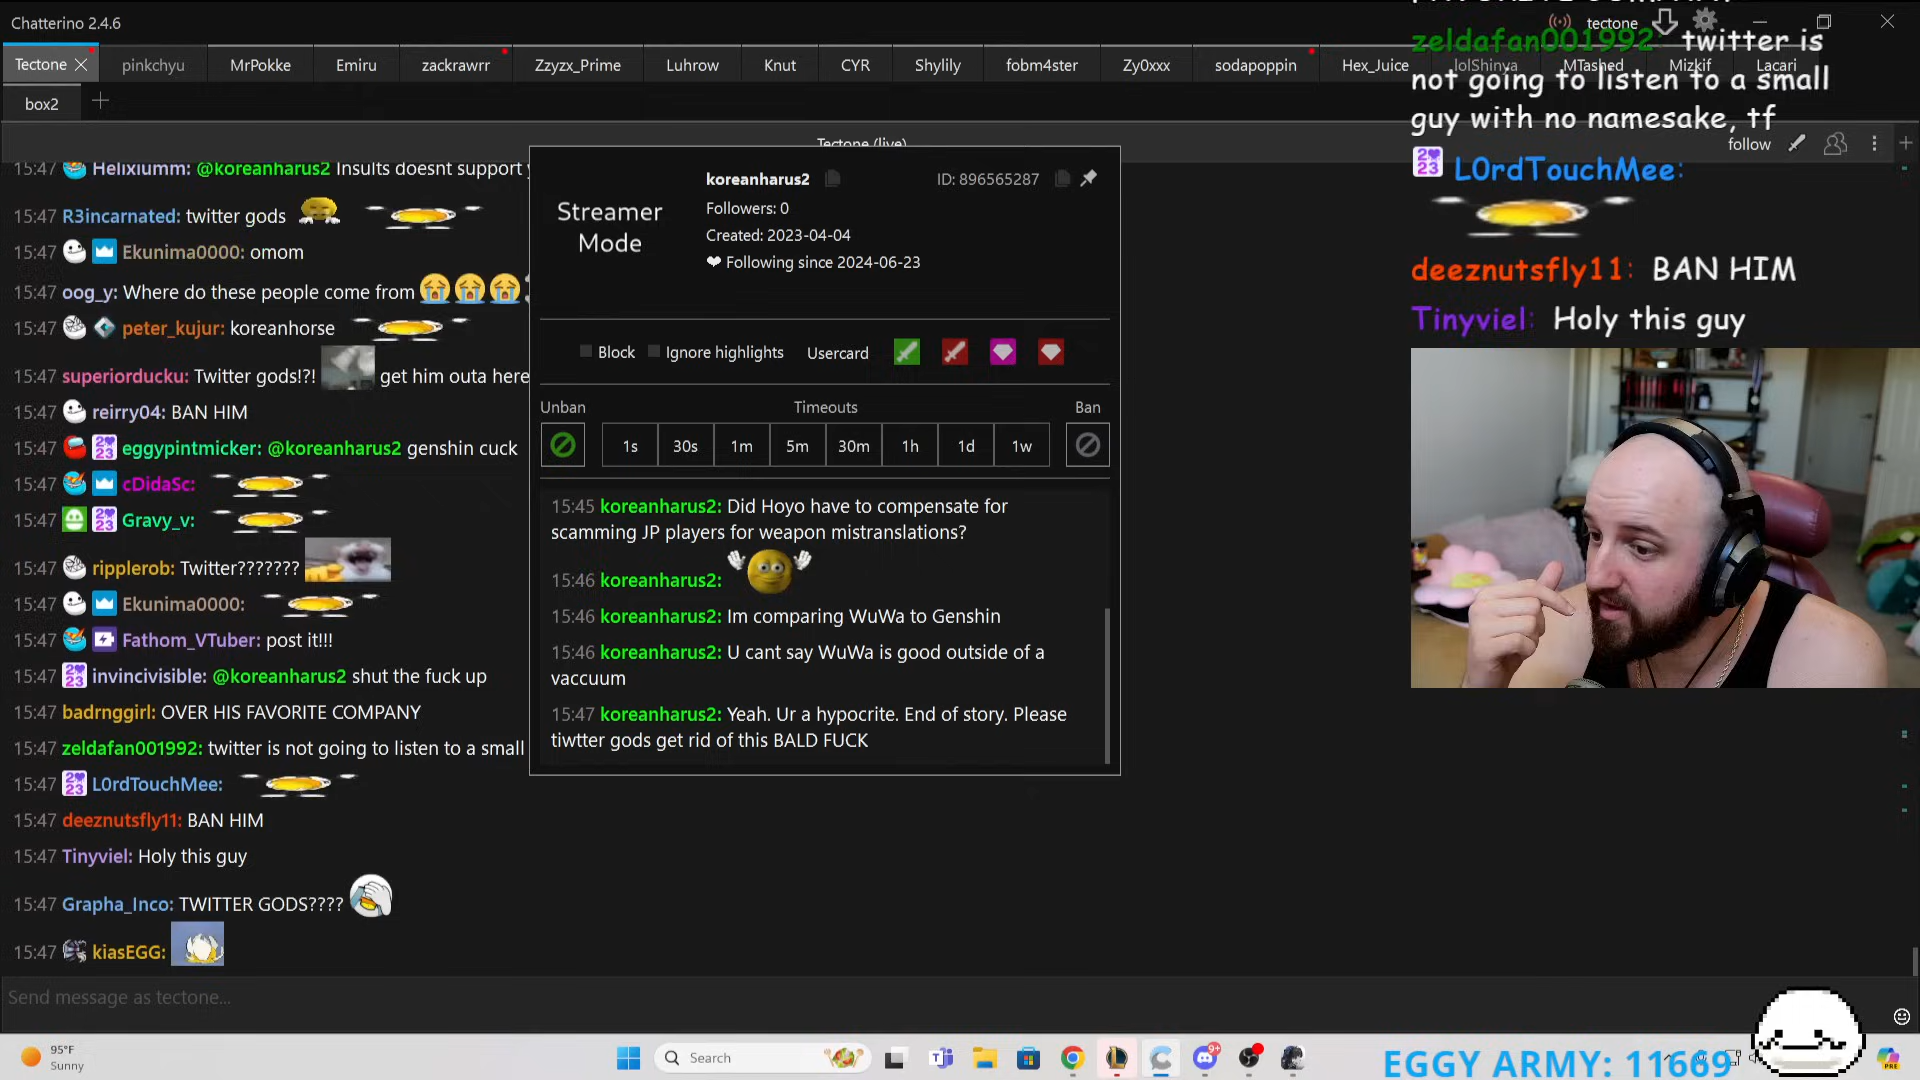 Chatterino 2.4.6
tectone
Tectone
pinkchyu
MrPokke
Emiru
zackrawrr
Zzyzx_Prime
Luhrow
Knut
CYR
Shylily
fobm4ster
Zy0xxx
sodapoppin
Hex_Juice
lolShinya
MTashed
Mizkif
Lacari
box2
Tectone (live)
follow
15:47 Helixiumm: @koreanharus2 Insults doesnt support
15:47 R3incarnated: twitter gods
15:47 Ekunima0000: omom
15:47 oog_y: Where do these people come from
15:47 peter_kujur: koreanhorse
15:47 superiorducku: Twitter gods!?! get him outa here
15:47 reirry04: BAN HIM
15:47 eggypintmicker: @koreanharus2 genshin cuck
15:47 cDidaSc:
15:47 Gravy_v:
15:47 ripplerob: Twitter???????
15:47 Ekunima0000:
15:47 Fathom_VTuber: post it!!!
15:47 invincivisible: @koreanharus2 shut the fuck up
15:47 badrnggirl: OVER HIS FAVORITE COMPANY
15:47 zeldafan001992: twitter is not going to listen to a small
15:47 L0rdTouchMee:
15:47 deeznutsfly11: BAN HIM
15:47 Tinyviel: Holy this guy
15:47 Grapha_Inco: TWITTER GODS????
15:47 kiasEGG:
Send message as tectone...
Streamer
Mode
koreanharus2
ID: 896565287
Followers: 0
Created: 2023-04-04
❤ Following since 2024-06-23
Block
Ignore highlights
Usercard
Unban
Timeouts
Ban
1s
30s
1m
5m
30m
1h
1d
1w
15:45 koreanharus2: Did Hoyo have to compensate for
scamming JP players for weapon mistranslations?
15:46 koreanharus2:
15:46 koreanharus2: Im comparing WuWa to Genshin
15:46 koreanharus2: U cant say WuWa is good outside of a
vaccuum
15:47 koreanharus2: Yeah. Ur a hypocrite. End of story. Please
tiwtter gods get rid of this BALD FUCK
zeldafan001992: twitter is
not going to listen to a small
guy with no namesake, tf
L0rdTouchMee:
deeznutsfly11: BAN HIM
Tinyviel: Holy this guy
95°F
Sunny
Search
9+
EGGY ARMY: 11669
PRE